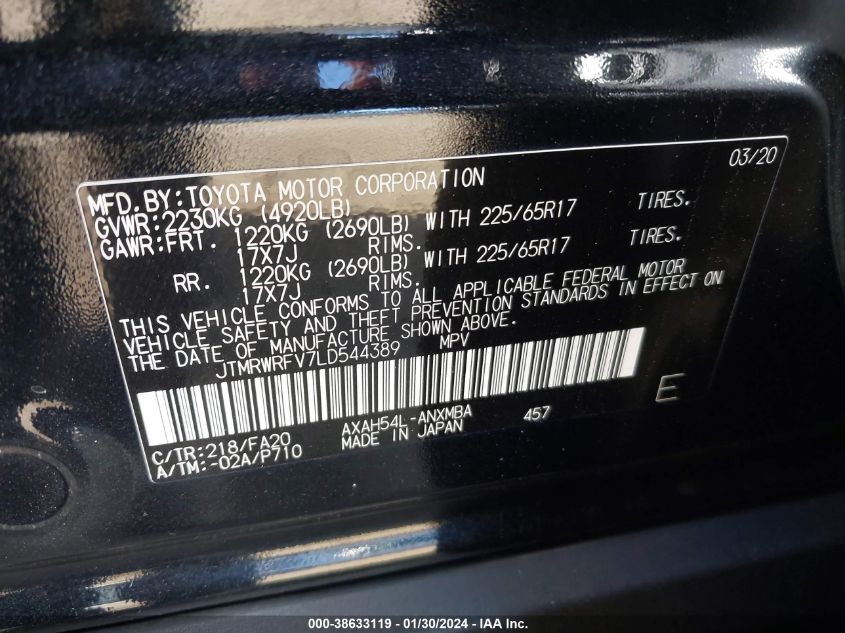 03/20
MFD.BY:TOYOTA MOTOR CORPORATION
GVWR:2230KG (4920LB)
GAWR:FRT. 1220KG (2690LB) WITH 225/65R17 TIRES.
17X7J RIMS.
RR. 1220KG (2690LB) WITH 225/65R17 TIRES.
17X7J RIMS.
THIS VEHICLE CONFORMS TO ALL APPLICABLE FEDERAL MOTOR
VEHICLE SAFETY AND THEFT PREVENTION STANDARDS IN EFFECT ON
THE DATE OF MANUFACTURE SHOWN ABOVE.
JTMRWRFV7LD544389 MPV
E
C/TR:218/FA20 AXAH54L-ANXMBA 457
A/TM:-02A/P710 MADE IN JAPAN
000-38633119 - 01/30/2024 - IAA Inc.